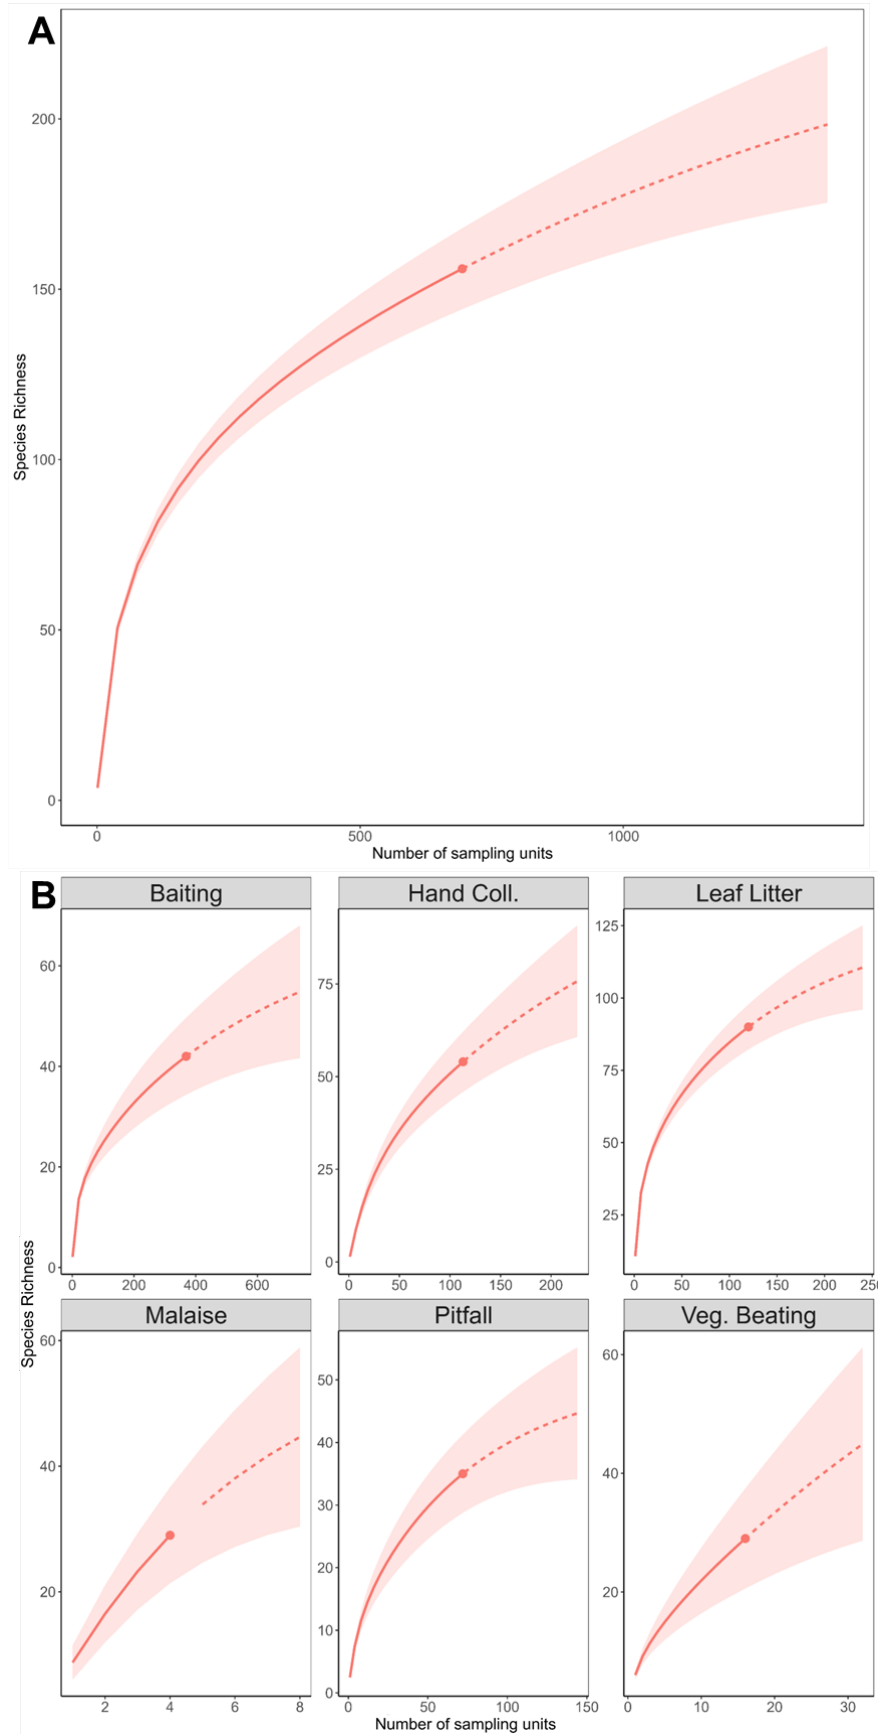 A
200
150
100
50
0
Species Richness
0 500 1000
Number of sampling units
B
Baiting Hand Coll. Leaf Litter
60
40
20
0
75
50
25
0
125
100
75
50
25
0 200 400 600
0 50 100 150 200
0 50 100 150 200 250
Species Richness
Malaise Pitfall Veg. Beating
60
40
20
50
40
30
20
10
0
60
40
20
2 4 6 8
0 50 100 150
0 10 20 30
Number of sampling units